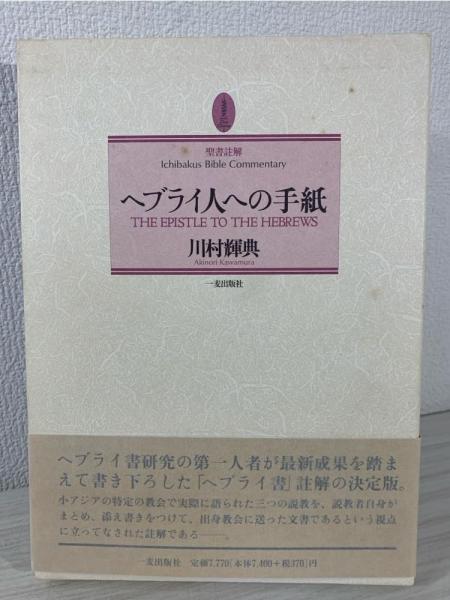 聖書註解
Ichibakus Bible Commentary
ヘブライ人への手紙
THE EPISTLE TO THE HEBREWS
川村輝典
Akinori Kawamura
一麦出版社
ヘブライ書研究の第一人者が最新成果を踏ま
えて書き下ろした「ヘブライ書」註解の決定版。
小アジアの特定の教会で実際に語られた三つの説教を、説教者自身が
まとめ、添え書きをつけて、出身教会に送った文書であるという視点
に立ってなされた註解である——。
一麦出版社 定価7,770[本体7,400+税370]円